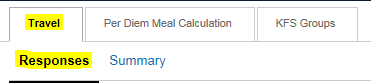 Travel Per Diem Meal Calculation KFS Groups
Responses Summary